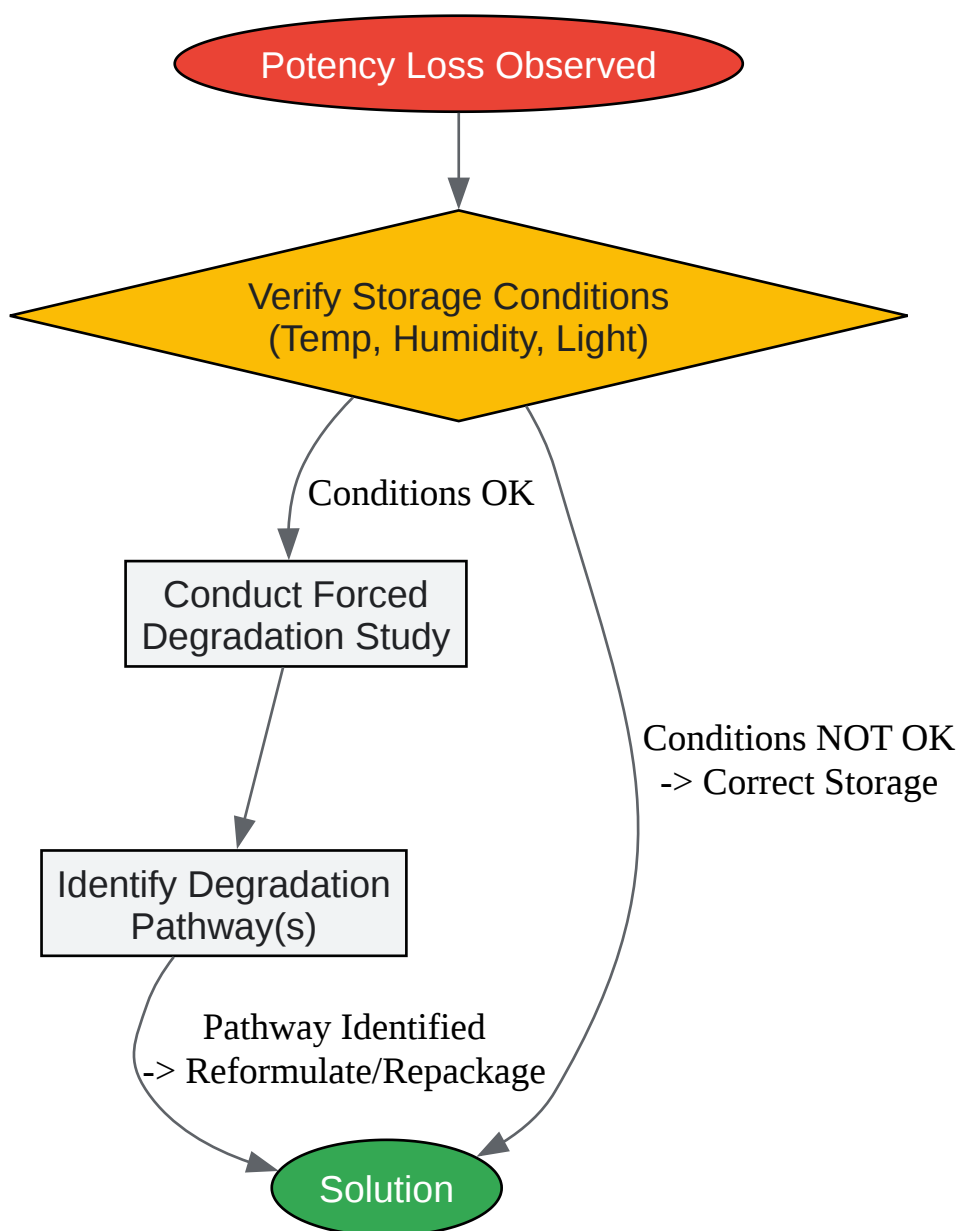 Potency Loss Observed
Verify Storage Conditions
(Temp, Humidity, Light)
Conditions OK
Conduct Forced
Degradation Study
Conditions NOT OK
-> Correct Storage
Identify Degradation
Pathway(s)
Pathway Identified
-> Reformulate/Repackage
Solution